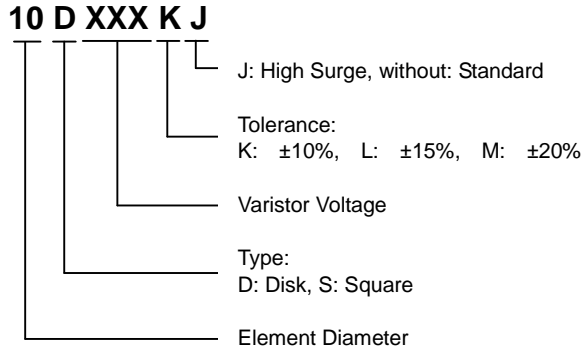 10 D XXX K J
J: High Surge, without: Standard
Tolerance:
K: ±10%, L: ±15%, M: ±20%
Varistor Voltage
Type:
D: Disk, S: Square
Element Diameter